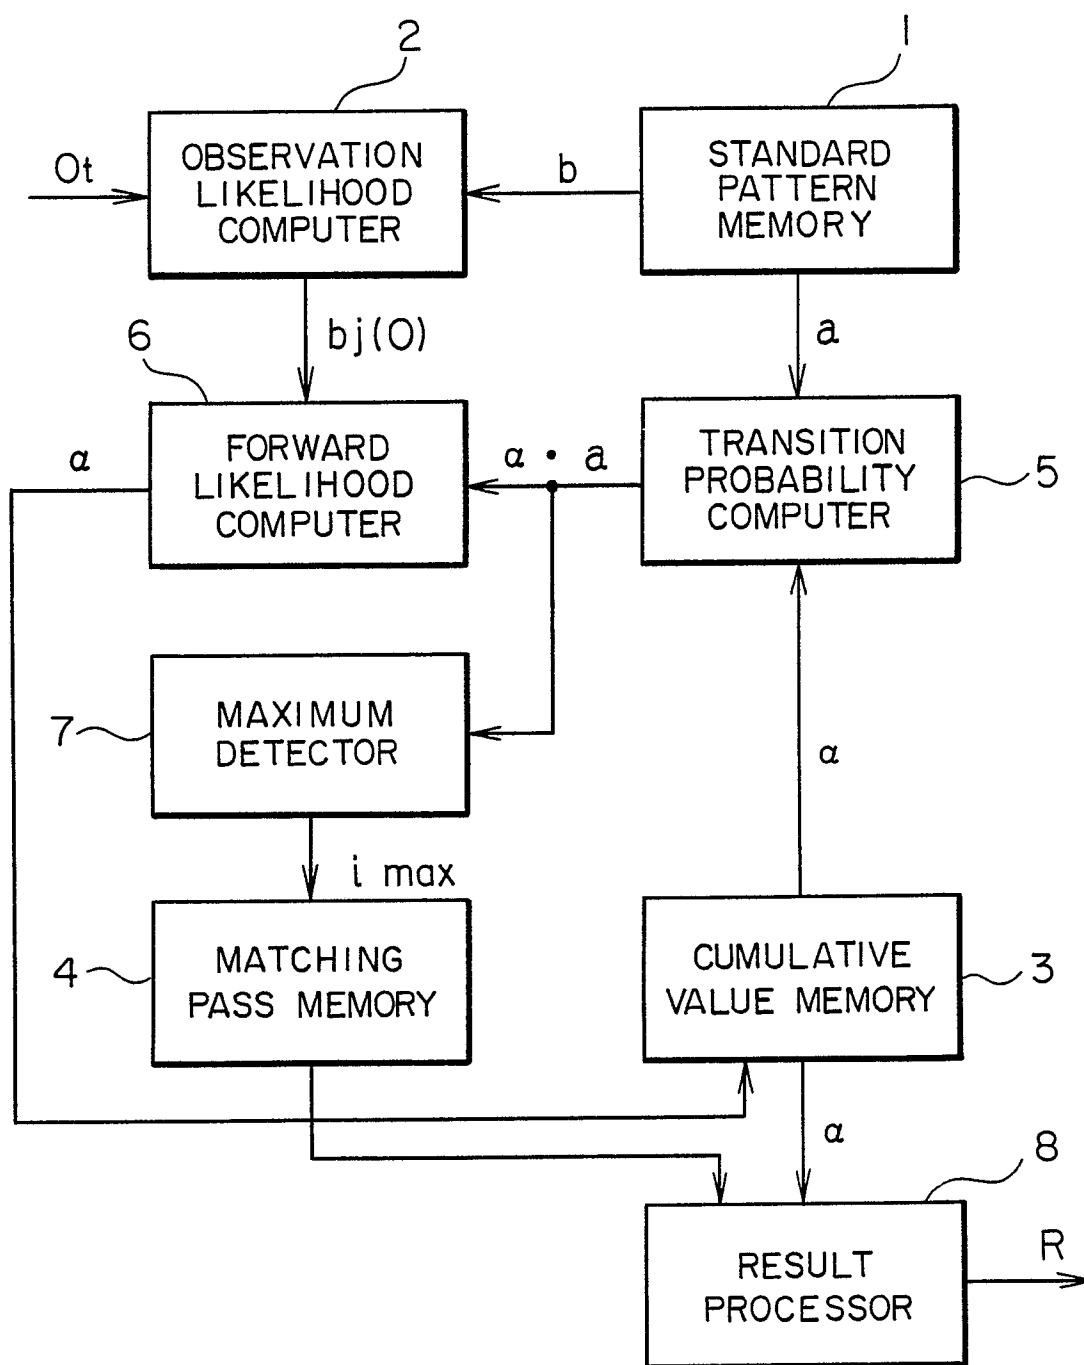 2
1
OBSERVATION
LIKELIHOOD
COMPUTER
STANDARD
PATTERN
MEMORY
Ot
b
bj(O)
a
6
FORWARD
LIKELIHOOD
COMPUTER
α
α · a
TRANSITION
PROBABILITY
COMPUTER
5
7
MAXIMUM
DETECTOR
α
i max
4
MATCHING
PASS MEMORY
CUMULATIVE
VALUE MEMORY
3
α
8
RESULT
PROCESSOR
R